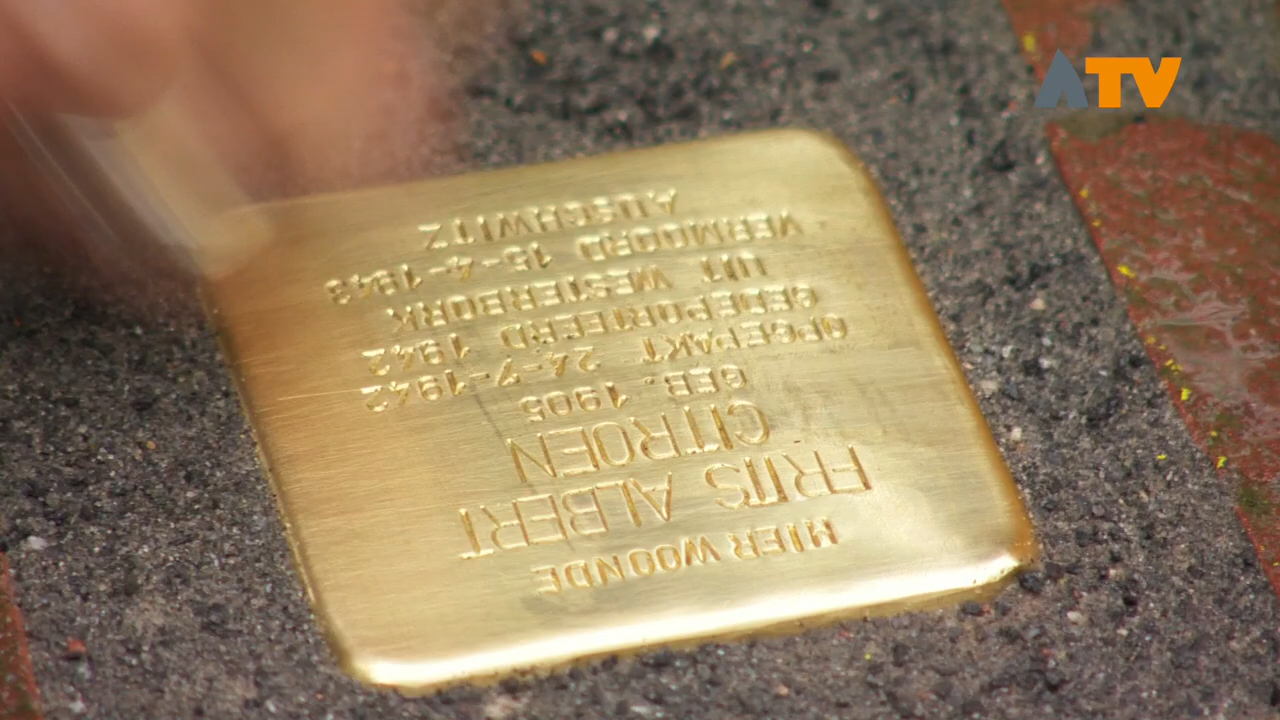 ATV
HIER WOONDE
FRITS ALBERT
CITROEN
GEB. 1905
OPGEPAKT 24-7-1942
GEDEPORTEERD 1942
UIT WESTERBORK
VERMOORD 15-4-1943
AUSCHWITZ